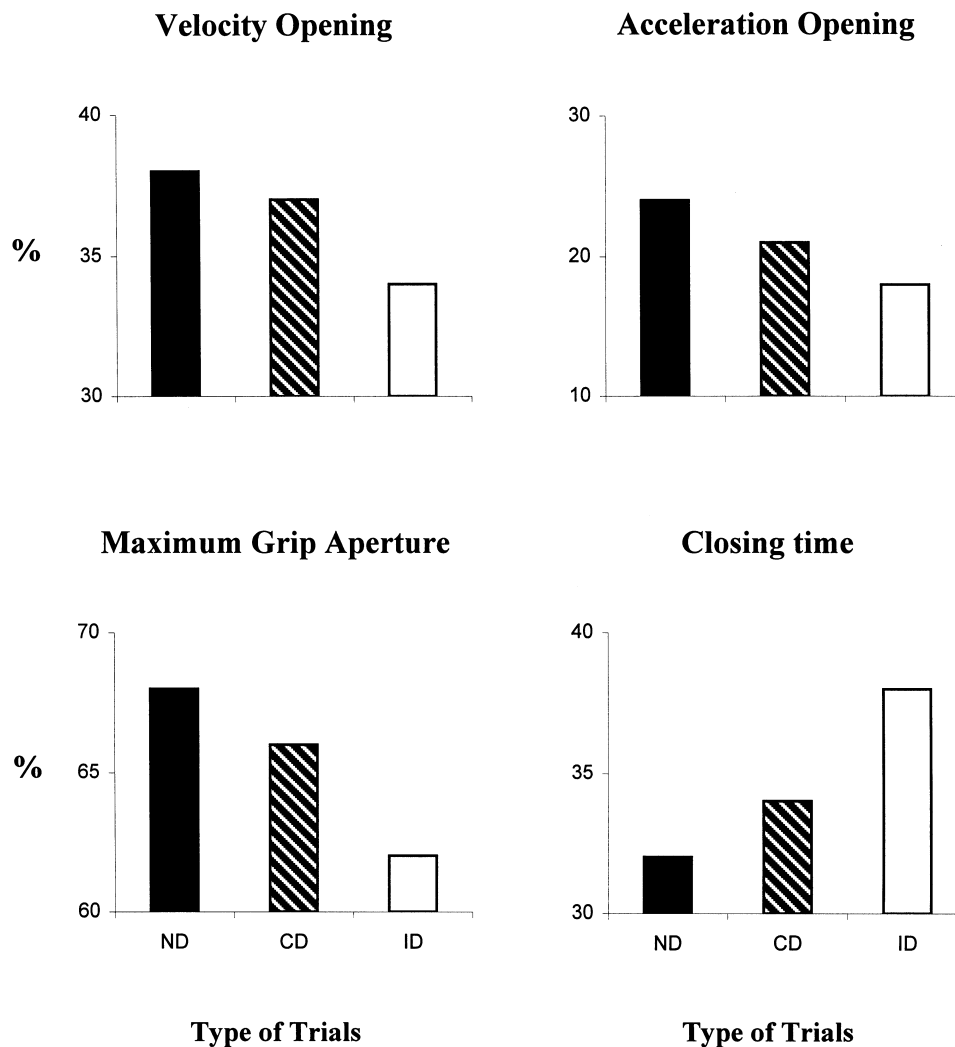 Velocity Opening
Acceleration Opening
40
35
30
%
30
20
10
Maximum Grip Aperture
Closing time
70
65
60
%
ND CD ID
40
35
30
ND CD ID
Type of Trials
Type of Trials